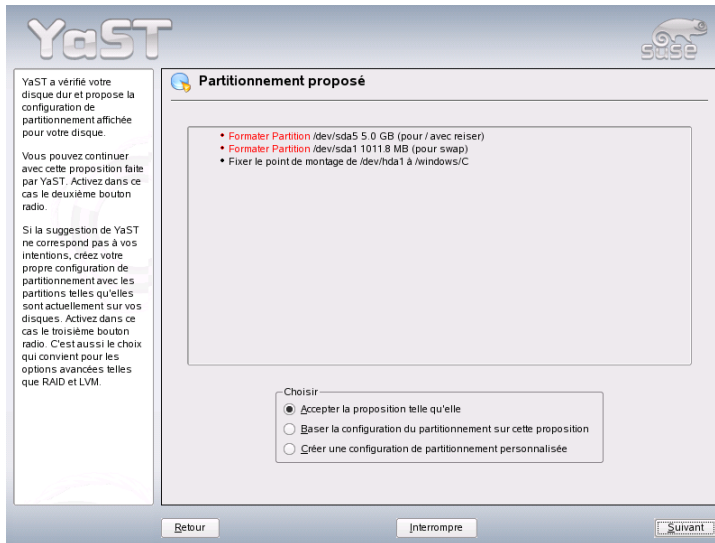 YaST
SUSE
YaST a vérifié votre
disque dur et propose la
configuration de
partitionnement affichée
pour votre disque.
Vous pouvez continuer
avec cette proposition faite
par YaST. Activez dans ce
cas le deuxième bouton
radio.
Si la suggestion de YaST
ne correspond pas à vos
intentions, créez votre
propre configuration de
partitionnement avec les
partitions telles qu'elles
sont actuellement sur vos
disques. Activez dans ce
cas le troisième bouton
radio. C'est aussi le choix
qui convient pour les
options avancées telles
que RAID et LVM.
Partitionnement proposé
• Formater Partition /dev/sda5 5.0 GB (pour / avec reiser)
• Formater Partition /dev/sda1 1011.8 MB (pour swap)
• Fixer le point de montage de /dev/hda1 à /windows/C
Choisir
Accepter la proposition telle qu'elle
Baser la configuration du partitionnement sur cette proposition
Créer une configuration de partitionnement personnalisée
Retour
Interrompre
Suivant